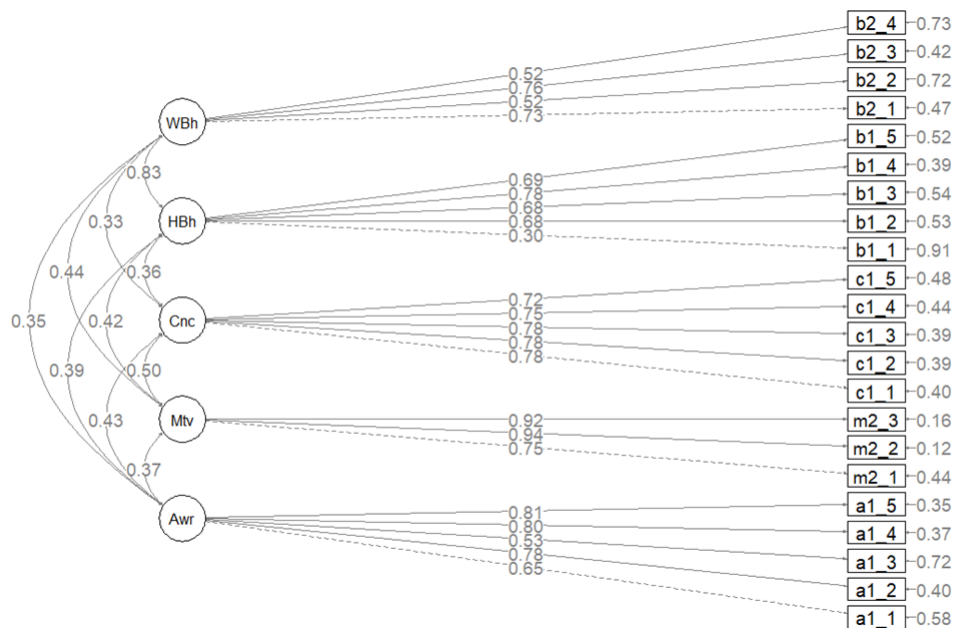 b2_4 0.73
b2_3 0.42
0.52
b2_2 0.72
0.76
0.52
b2_1 0.47
0.73
WBh
b1_5 0.52
b1_4 0.39
0.83
0.69
b1_3 0.54
0.78
0.68
0.33
HBh
b1_2 0.53
0.68
0.30
b1_1 0.91
0.44
0.36
c1_5 0.48
0.72
c1_4 0.44
0.75
0.35
0.42
Cnc
0.78
c1_3 0.39
0.78
0.78
c1_2 0.39
0.39
0.50
c1_1 0.40
0.43
Mtv
0.92
m2_3 0.16
0.94
m2_2 0.12
0.75
0.37
m2_1 0.44
a1_5 0.35
Awr
0.81
0.80
a1_4 0.37
0.53
0.78
a1_3 0.72
0.65
a1_2 0.40
a1_1 0.58